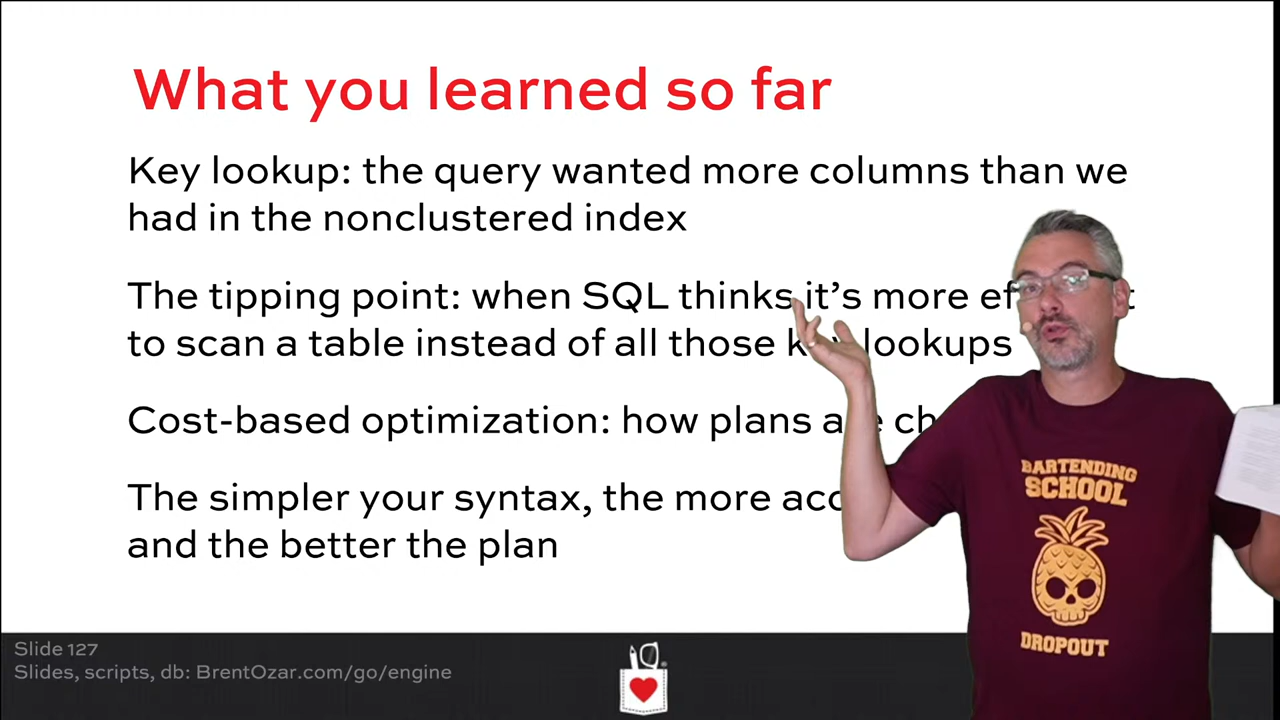 What you learned so far
Key lookup: the query wanted more columns than we
had in the nonclustered index
The tipping point: when SQL thinks it's more
to scan a table instead of all those lookups
Cost-based optimization: how plans
The simpler your syntax, the more
and the better the plan
BARTENDING
SCHOOL
DROPOUT
Slide 127
Slides, scripts, db: BrentOzar.com/go/engine